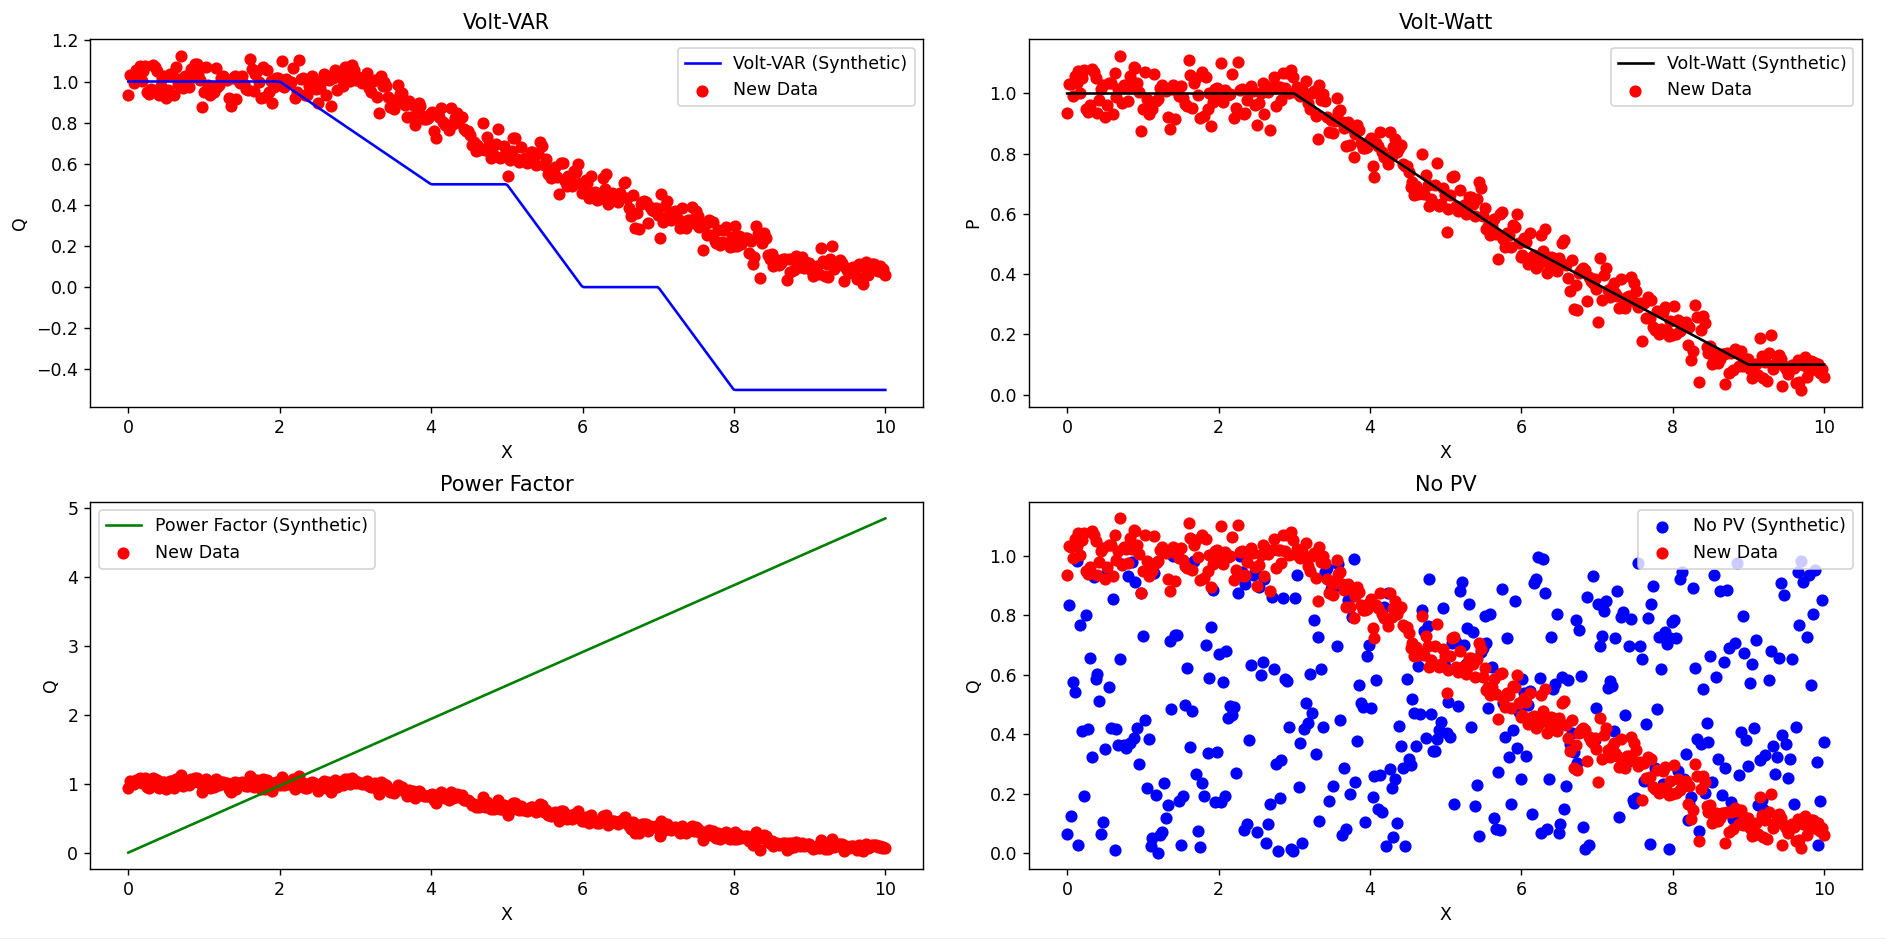 Volt-VAR
1.2
1.0
0.8
0.6
0.4
0.2
0.0
−0.2
−0.4
Q
Volt-VAR (Synthetic)
New Data
0 2 4 6 8 10
X
Volt-Watt
1.0
0.8
0.6
0.4
0.2
0.0
P
Volt-Watt (Synthetic)
New Data
0 2 4 6 8 10
X
Power Factor
5
4
3
2
1
0
Q
Power Factor (Synthetic)
New Data
0 2 4 6 8 10
X
No PV
1.0
0.8
0.6
0.4
0.2
0.0
Q
No PV (Synthetic)
New Data
0 2 4 6 8 10
X